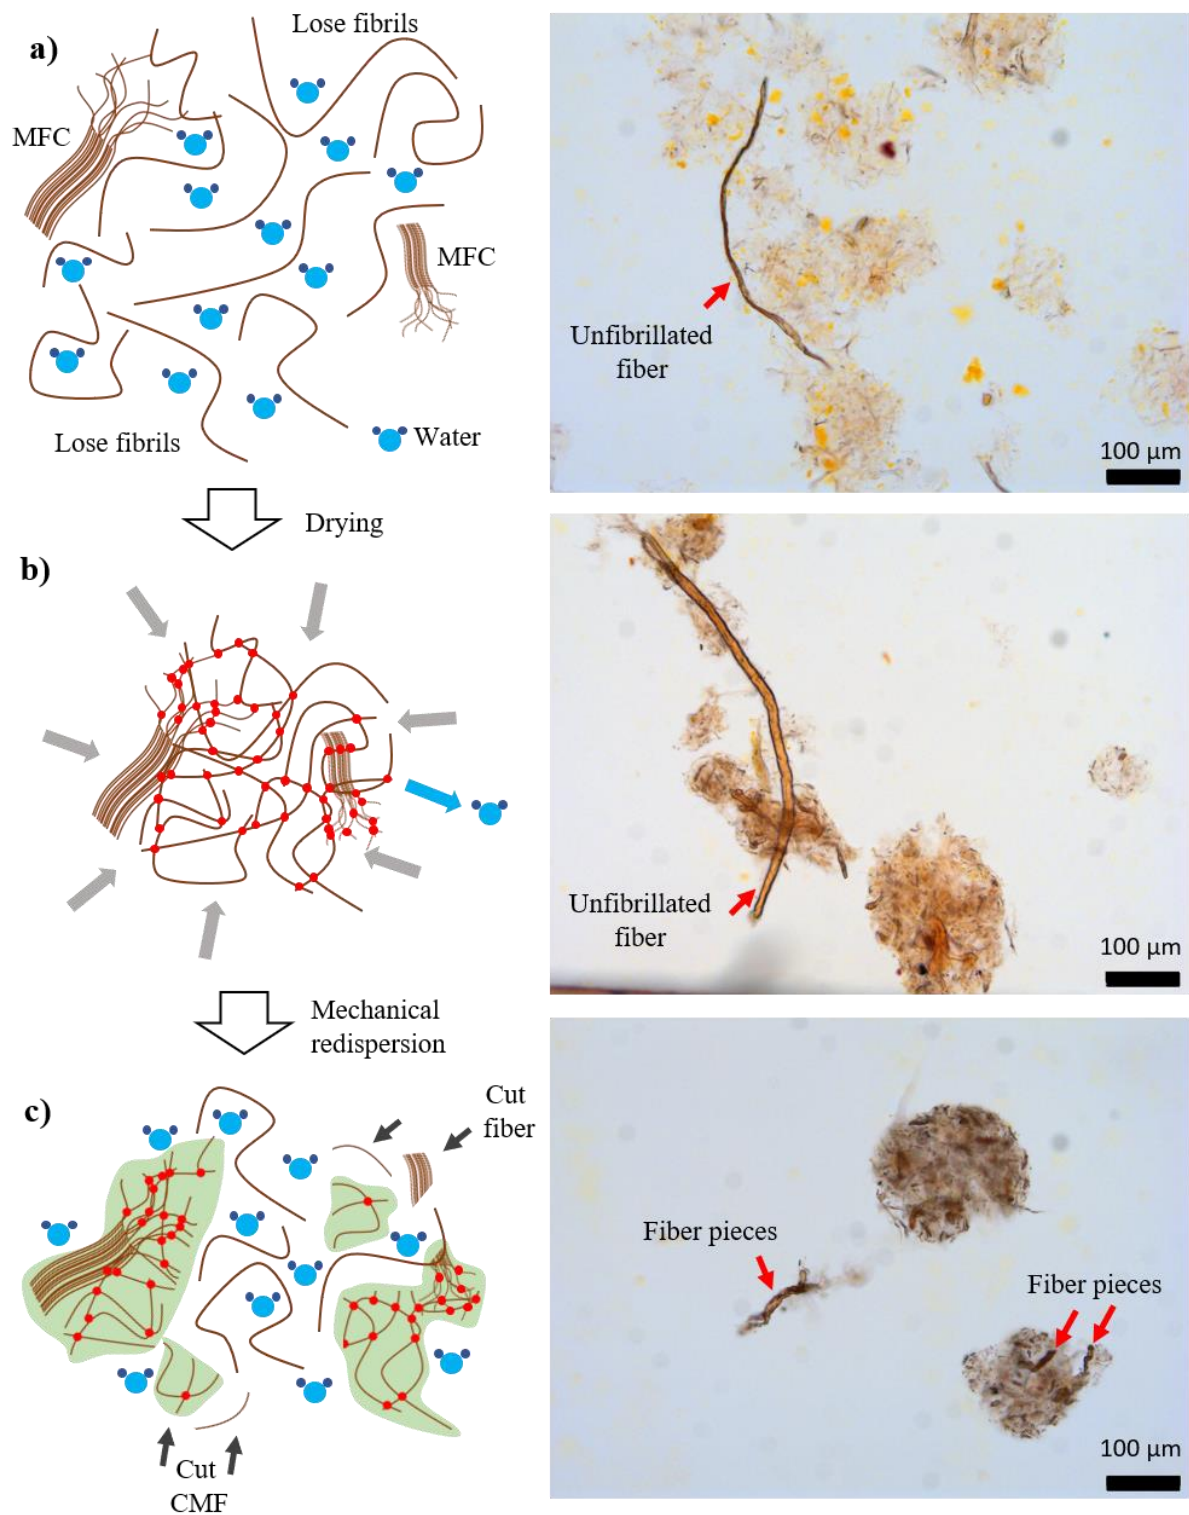 a)
Lose fibrils
MFC
MFC
Lose fibrils
Water
Unfibrillated
fiber
100 µm
Drying
b)
Unfibrillated
fiber
100 µm
Mechanical
redispersion
c)
Cut
fiber
Cut
CMF
Fiber pieces
Fiber pieces
100 µm